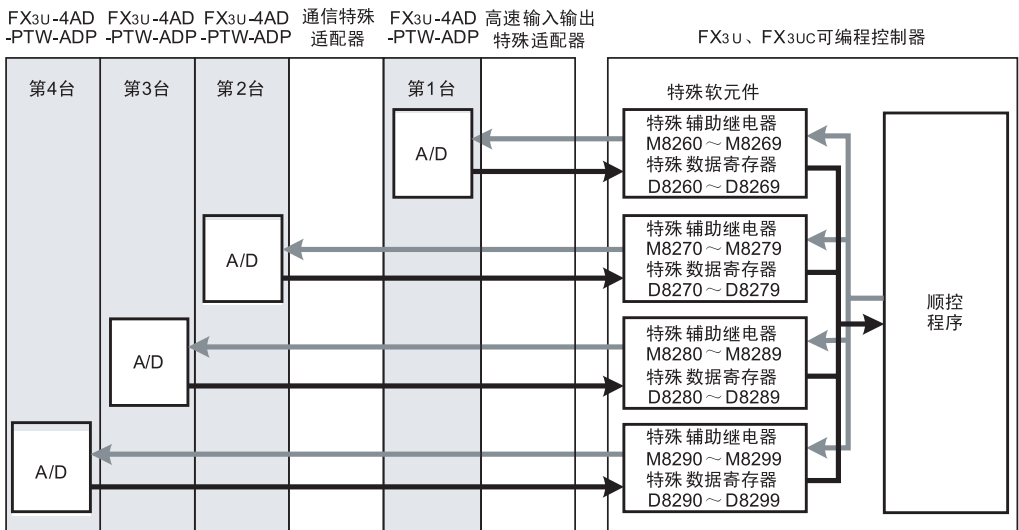 FX3U-4AD
-PTW-ADP
FX3U-4AD
-PTW-ADP
FX3U-4AD
-PTW-ADP
通信特殊
适配器
FX3U-4AD
-PTW-ADP
高速输入输出
特殊适配器
FX3U、FX3UC可编程控制器
第4台
第3台
第2台
第1台
特殊软元件
A/D
特殊辅助继电器
M8260～M8269
特殊数据寄存器
D8260～D8269
A/D
特殊辅助继电器
M8270～M8279
特殊数据寄存器
D8270～D8279
顺控
程序
A/D
特殊辅助继电器
M8280～M8289
特殊数据寄存器
D8280～D8289
A/D
特殊辅助继电器
M8290～M8299
特殊数据寄存器
D8290～D8299